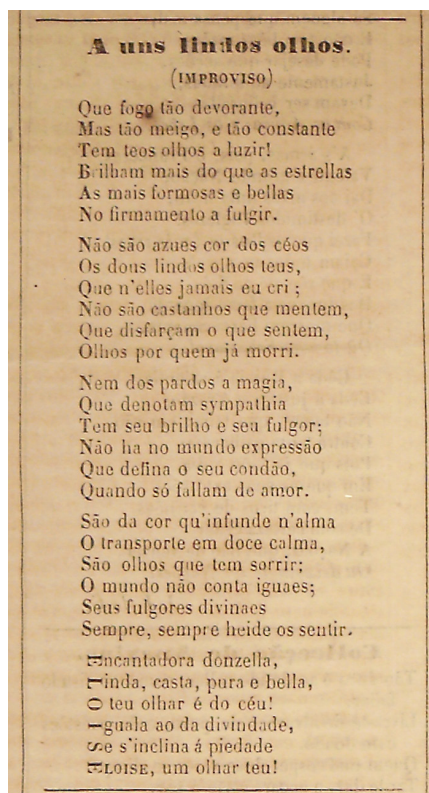 A uns lindos olhos.
(IMPROVISO)
Que fogo tão devorante,
Mas tão meigo, e tão constante
Tem teos olhos a luzir!
Brilham mais do que as estrellas
As mais formosas e bellas
No firmamento a fulgir.
Não são azues cor dos céos
Os dous lindos olhos teus,
Que n'elles jamais eu cri ;
Não são castanhos que mentem,
Que disfarçam o que sentem,
Olhos por quem já morri.
Nem dos pardos a magia,
Que denotam sympathia
Tem seu brilho e seu fulgor;
Não ha no mundo expressão
Que defina o seu condão,
Quando só fallam de amor.
São da cor qu'infunde n'alma
O transporte em doce calma,
São olhos que tem sorrir;
O mundo não conta iguaes;
Seus fulgores divinaes
Sempre, sempre heide os sentir.
Encantadora donzella,
Linda, casta, pura e bella,
O teu olhar é do céu!
Iguala ao da divindade,
Se s'inclina á piedade
ELOISE, um olhar teu!